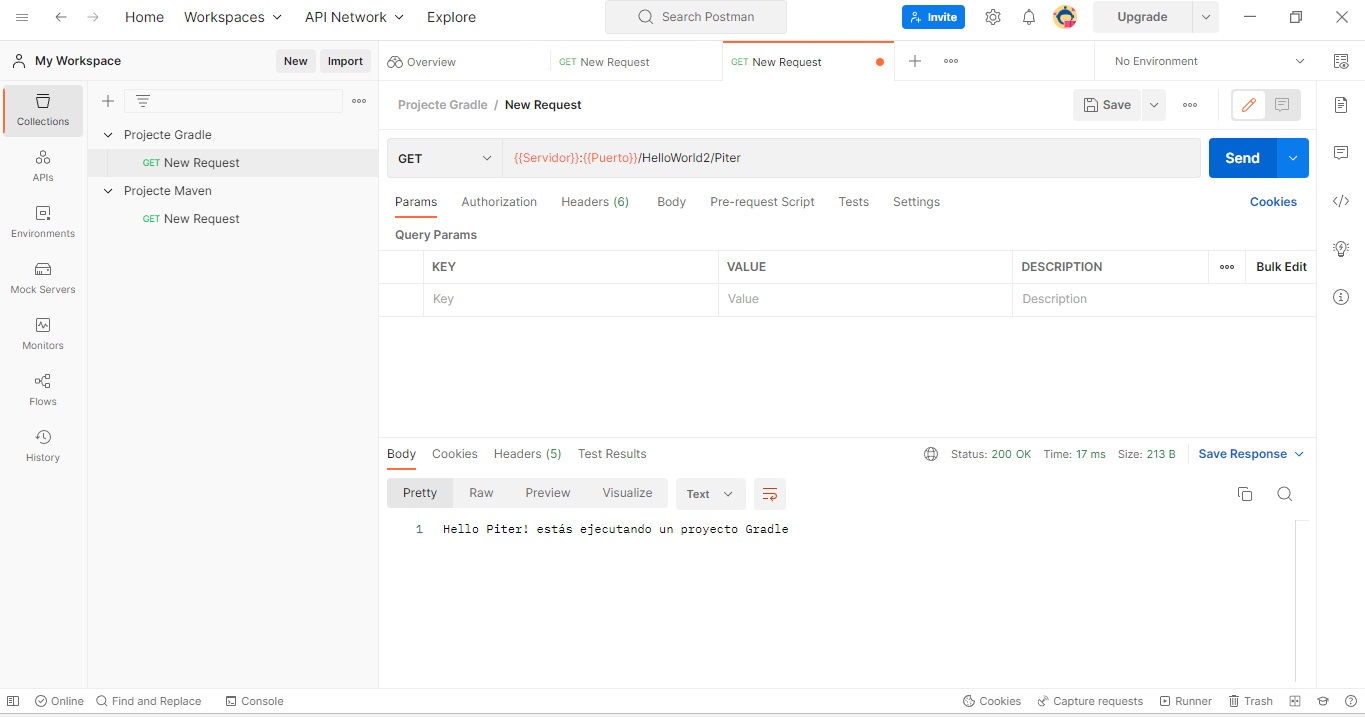 Home Workspaces API Network Explore Search Postman Invite Upgrade
My Workspace New Import Overview GET New Request GET New Request No Environment
Collections
APIs
Environments
Mock Servers
Monitors
Flows
History
Projecte Gradle
GET New Request
Projecte Maven
GET New Request
Projecte Gradle / New Request Save
GET {{Servidor}}:{{Puerto}}/HelloWorld2/Piter Send
Params Authorization Headers (6) Body Pre-request Script Tests Settings Cookies
Query Params
KEY VALUE DESCRIPTION Bulk Edit
Key Value Description
Body Cookies Headers (5) Test Results Status: 200 OK Time: 17 ms Size: 213 B Save Response
Pretty Raw Preview Visualize Text
1 Hello Piter! estás ejecutando un proyecto Gradle
Online Find and Replace Console Cookies Capture requests Runner Trash